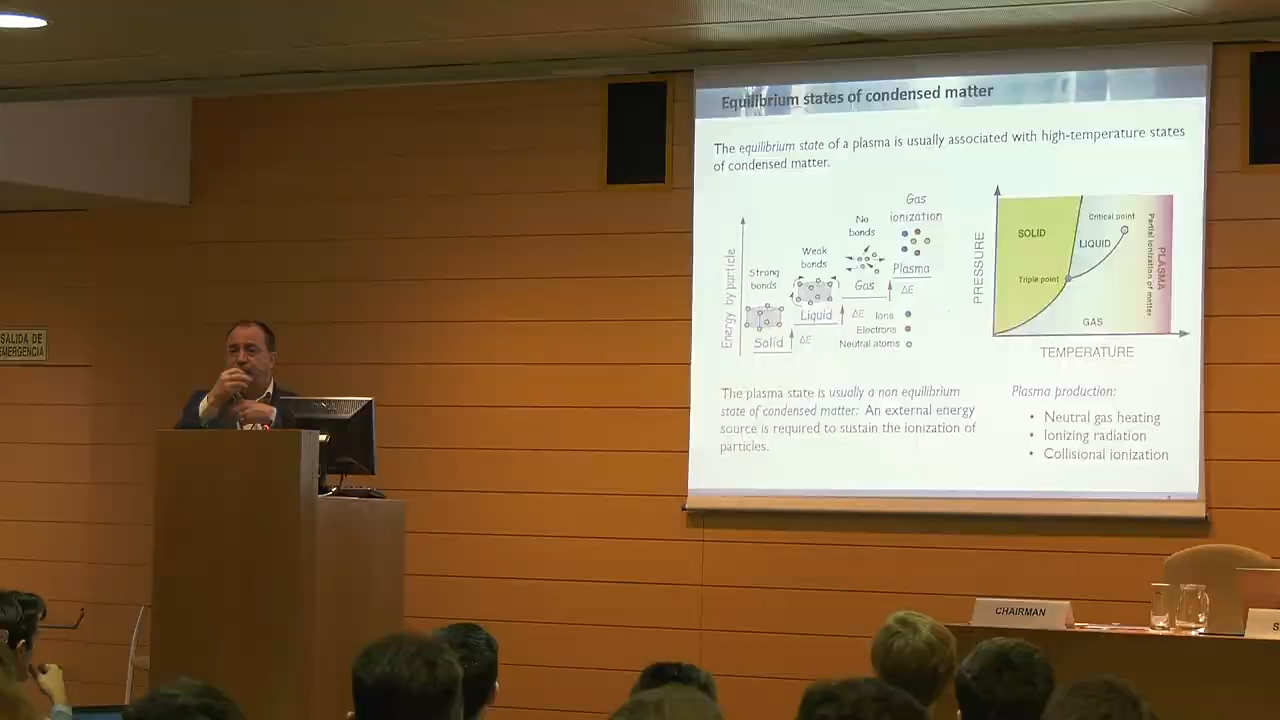 Equilibrium states of condensed matter
The equilibrium state of a plasma is usually associated with high-temperature states
of condensed matter.
Energy by particle
Strong
bonds
Solid
ΔE
Weak
bonds
Liquid
ΔE
No
bonds
Gas
ΔE
Gas
ionization
Plasma
Ions
Electrons
Neutral atoms
PRESSURE
SOLID
LIQUID
Critical point
Triple point
GAS
Partial ionization of matter
PLASMA
TEMPERATURE
The plasma state is usually a non equilibrium
state of condensed matter: An external energy
source is required to sustain the ionization of
particles.
Plasma production:
• Neutral gas heating
• Ionizing radiation
• Collisional ionization
SALIDA DE
EMERGENCIA
CHAIRMAN
S